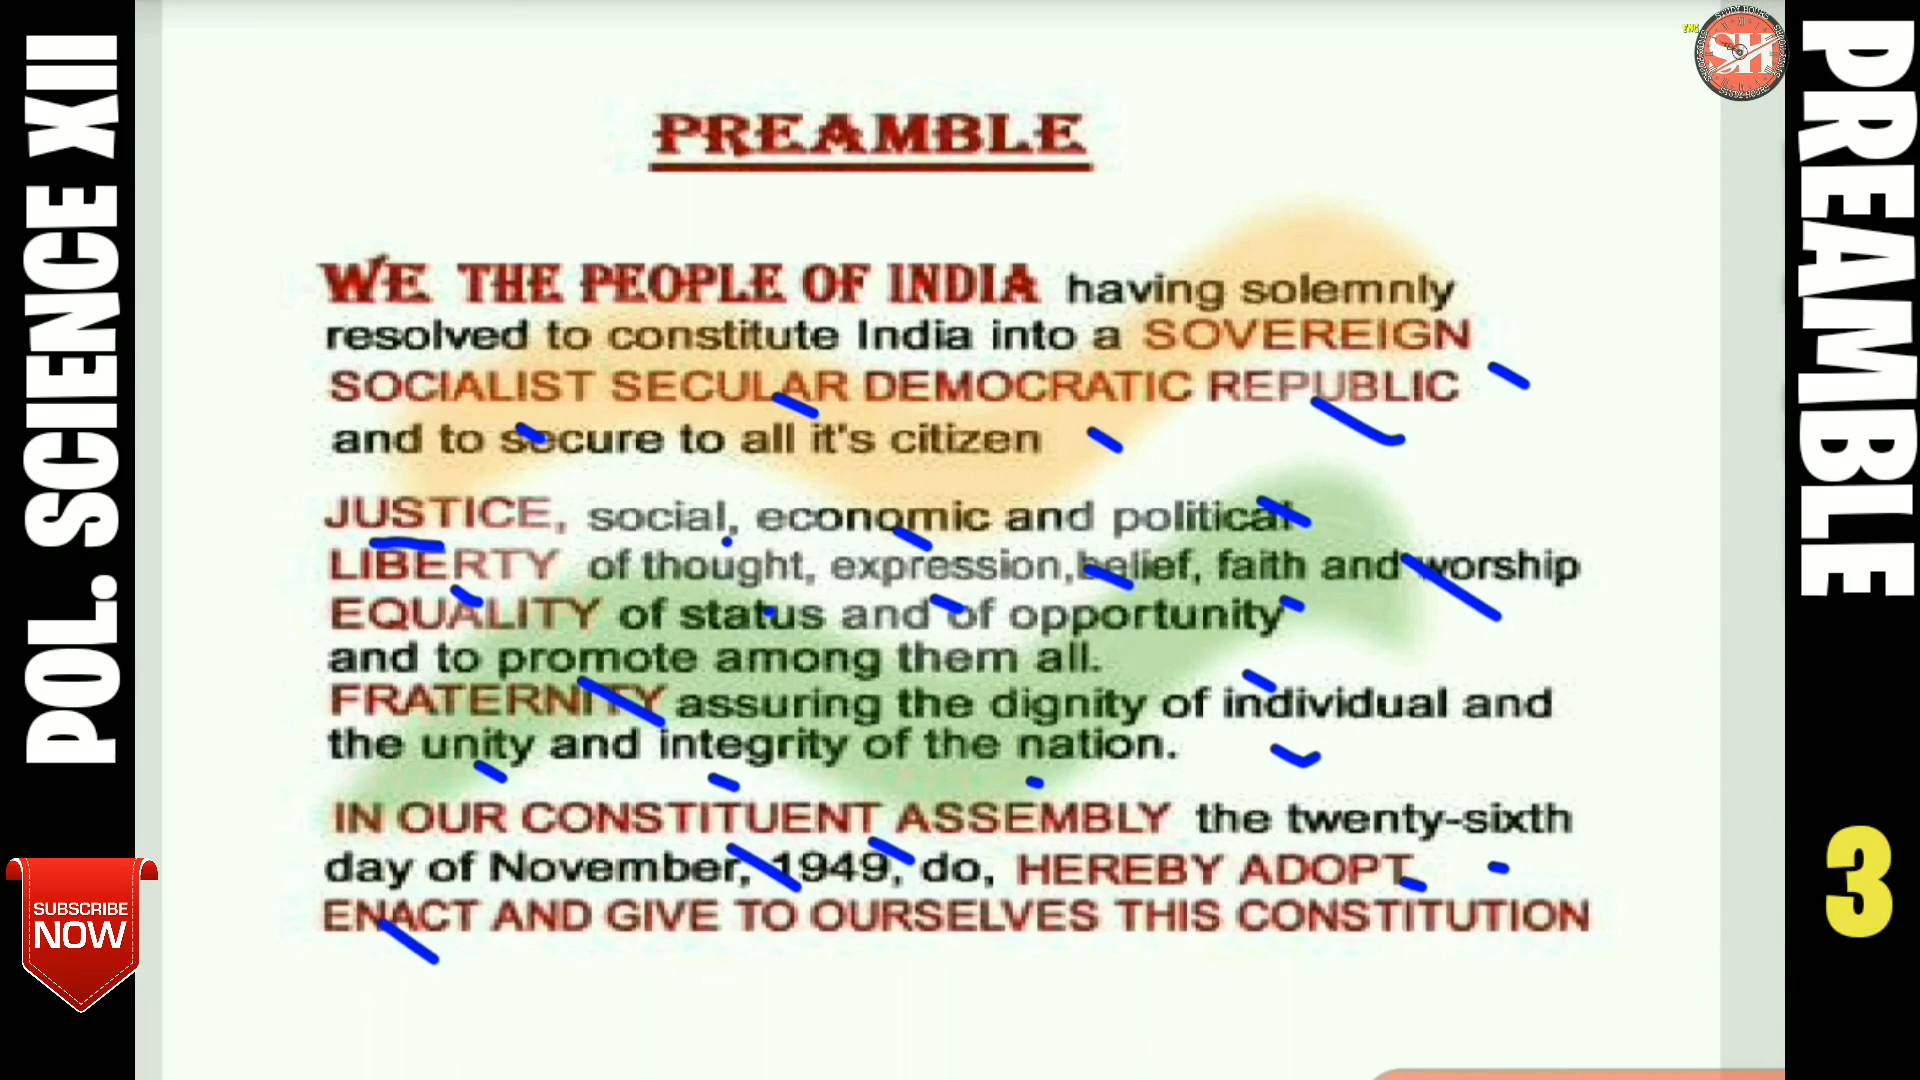 POL. SCIENCE XII
PREAMBLE
3
SUBSCRIBE
NOW
ENG
STUDY HOURS
SH
PREAMBLE
WE THE PEOPLE OF INDIA having solemnly
resolved to constitute India into a SOVEREIGN
SOCIALIST SECULAR DEMOCRATIC REPUBLIC
and to secure to all it's citizen
JUSTICE, social, economic and political
LIBERTY of thought, expression,belief, faith and worship
EQUALITY of status and of opportunity
and to promote among them all.
FRATERNITY assuring the dignity of individual and
the unity and integrity of the nation.
IN OUR CONSTITUENT ASSEMBLY the twenty-sixth
day of November, 1949, do, HEREBY ADOPT
ENACT AND GIVE TO OURSELVES THIS CONSTITUTION